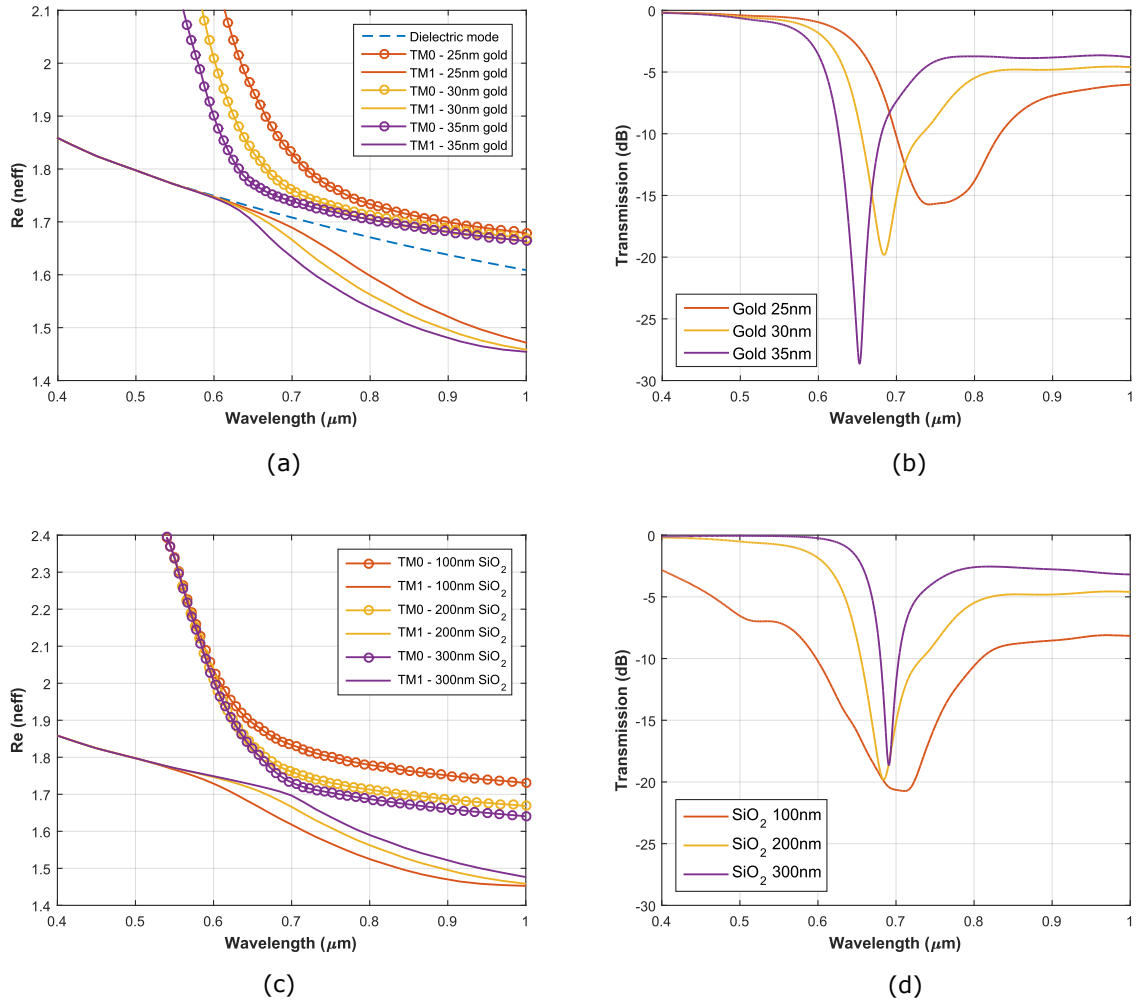 2.1
2
1.9
1.8
1.7
1.6
1.5
1.4
Re (neff)
0.4 0.5 0.6 0.7 0.8 0.9 1
Wavelength (μm)
Dielectric mode
TM0 - 25nm gold
TM1 - 25nm gold
TM0 - 30nm gold
TM1 - 30nm gold
TM0 - 35nm gold
TM1 - 35nm gold
(a)
0
-5
-10
-15
-20
-25
-30
Transmission (dB)
0.4 0.5 0.6 0.7 0.8 0.9 1
Wavelength (μm)
Gold 25nm
Gold 30nm
Gold 35nm
(b)
2.4
2.3
2.2
2.1
2
1.9
1.8
1.7
1.6
1.5
1.4
Re (neff)
0.4 0.5 0.6 0.7 0.8 0.9 1
Wavelength (μm)
TM0 - 100nm SiO₂
TM1 - 100nm SiO₂
TM0 - 200nm SiO₂
TM1 - 200nm SiO₂
TM0 - 300nm SiO₂
TM1 - 300nm SiO₂
(c)
0
-5
-10
-15
-20
-25
-30
Transmission (dB)
0.4 0.5 0.6 0.7 0.8 0.9 1
Wavelength (μm)
SiO₂ 100nm
SiO₂ 200nm
SiO₂ 300nm
(d)